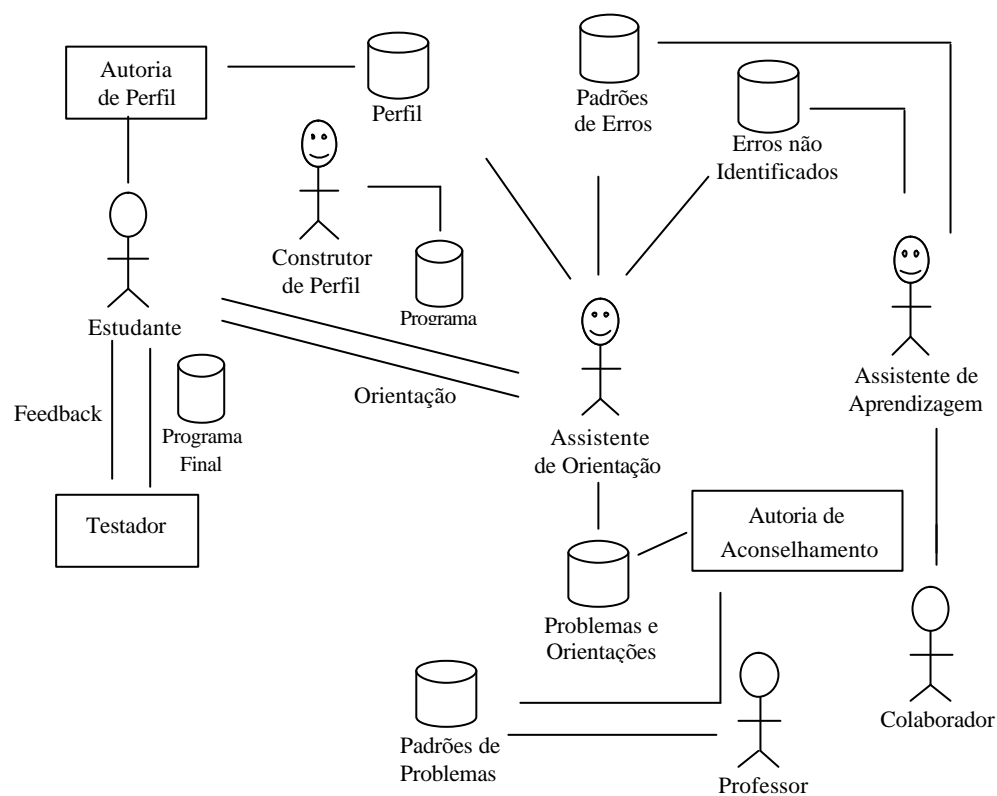 Autoria
de Perfil
Perfil
Padrões
de Erros
Erros não
Identificados
Construtor
de Perfil
Programa
Estudante
Orientação
Feedback
Programa
Final
Testador
Assistente
de Orientação
Assistente de
Aprendizagem
Autoria de
Aconselhamento
Problemas e
Orientações
Padrões de
Problemas
Professor
Colaborador